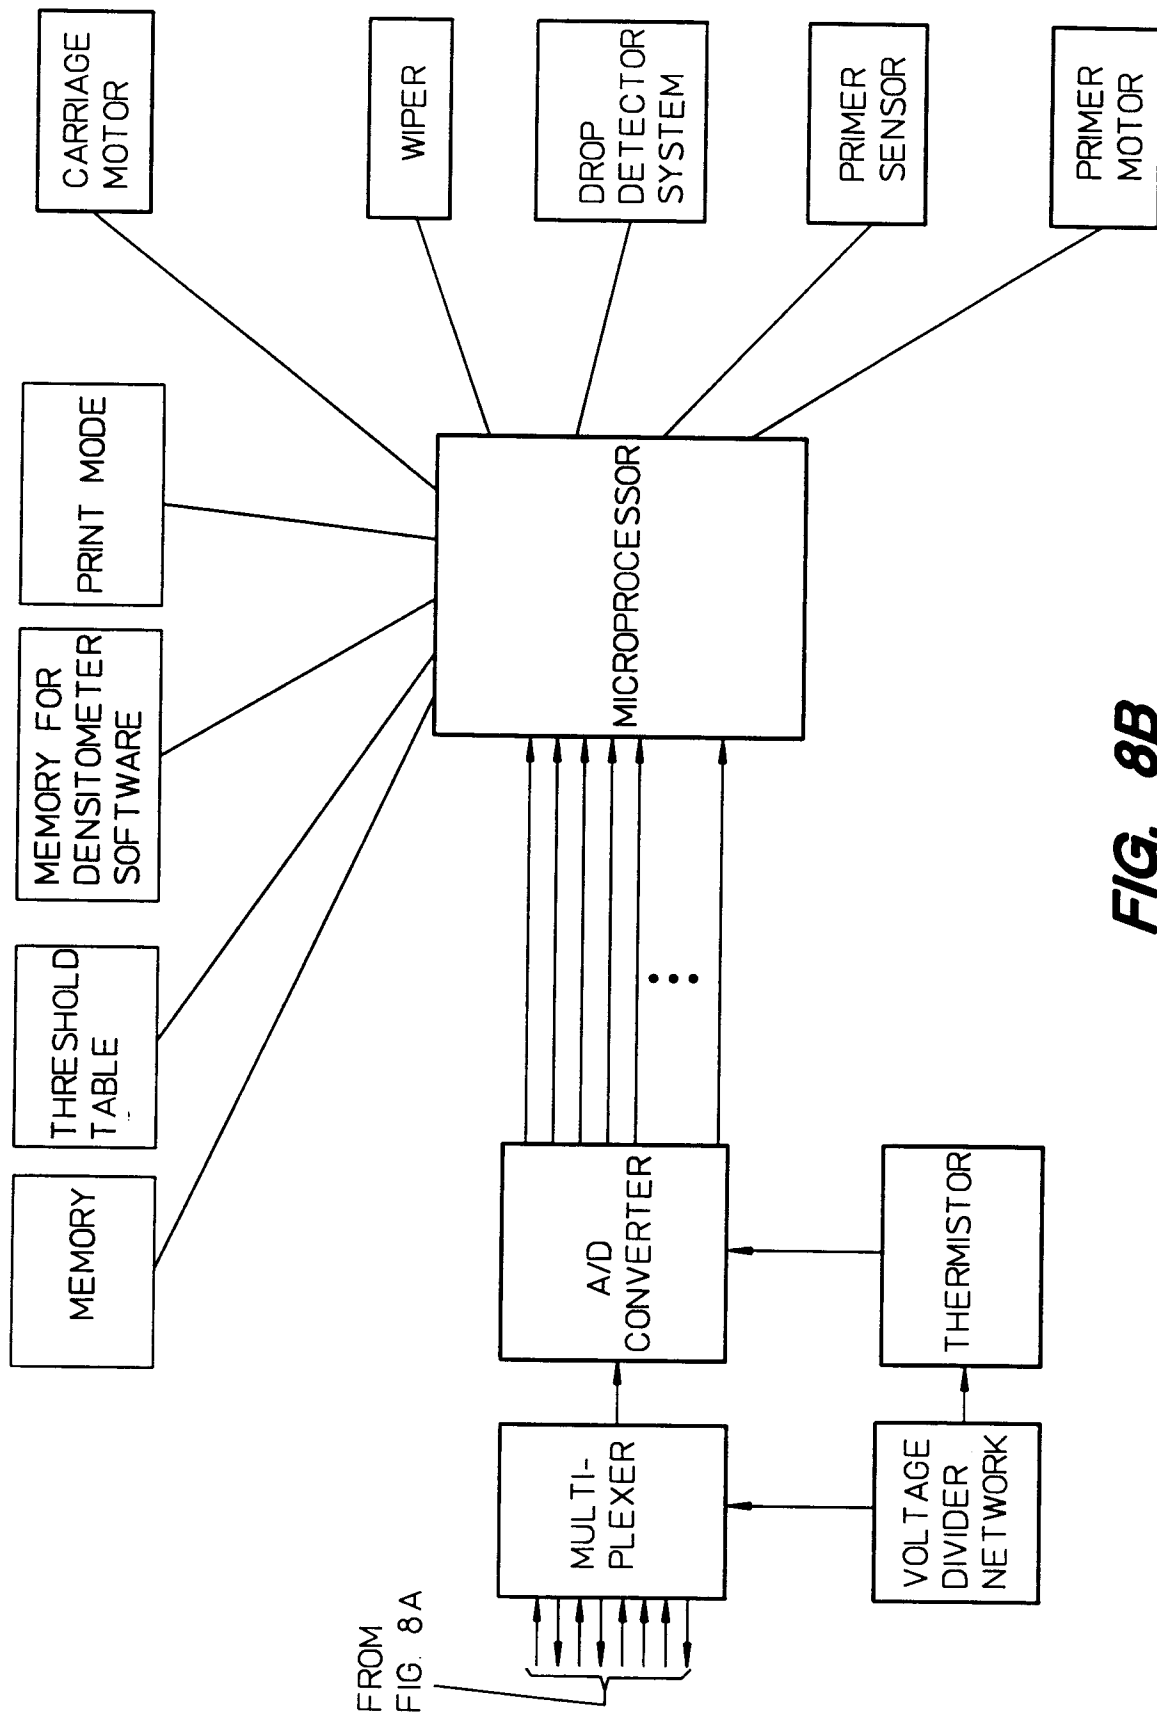 MEMORY
THRESHOLD
TABLE
MEMORY FOR
DENSITOMETER
SOFTWARE
PRINT MODE
CARRIAGE
MOTOR
WIPER
DROP
DETECTOR
SYSTEM
PRIMER
SENSOR
PRIMER
MOTOR
MICROPROCESSOR
A/D
CONVERTER
MULTI-
PLEXER
FROM
FIG. 8A
THERMISTOR
VOLTAGE
DIVIDER
NETWORK
FIG. 8B